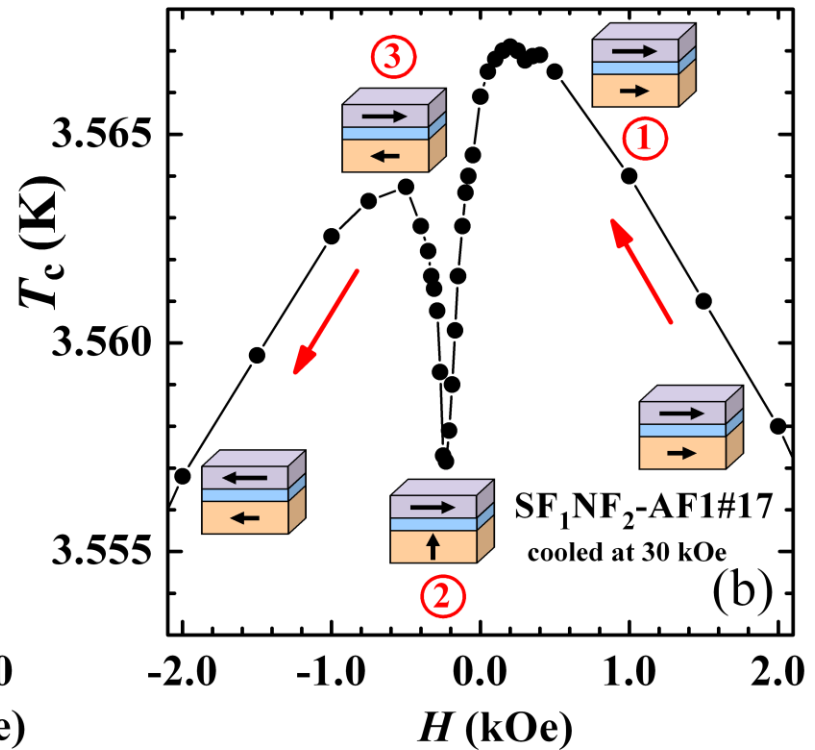 ③
①
3.565
T_c (K)
3.560
SF₁NF₂-AF1#17
cooled at 30 kOe
3.555
②
(b)
0
-2.0 -1.0 0.0 1.0 2.0
e)
H (kOe)